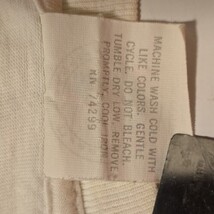 MACHINE WASH COLD WITH
LIKE COLORS. GENTLE
CYCLE. DO NOT BLEACH.
TUMBLE DRY LOW. REMOVE
PROMPTLY. COOL IRON.
RN 74299